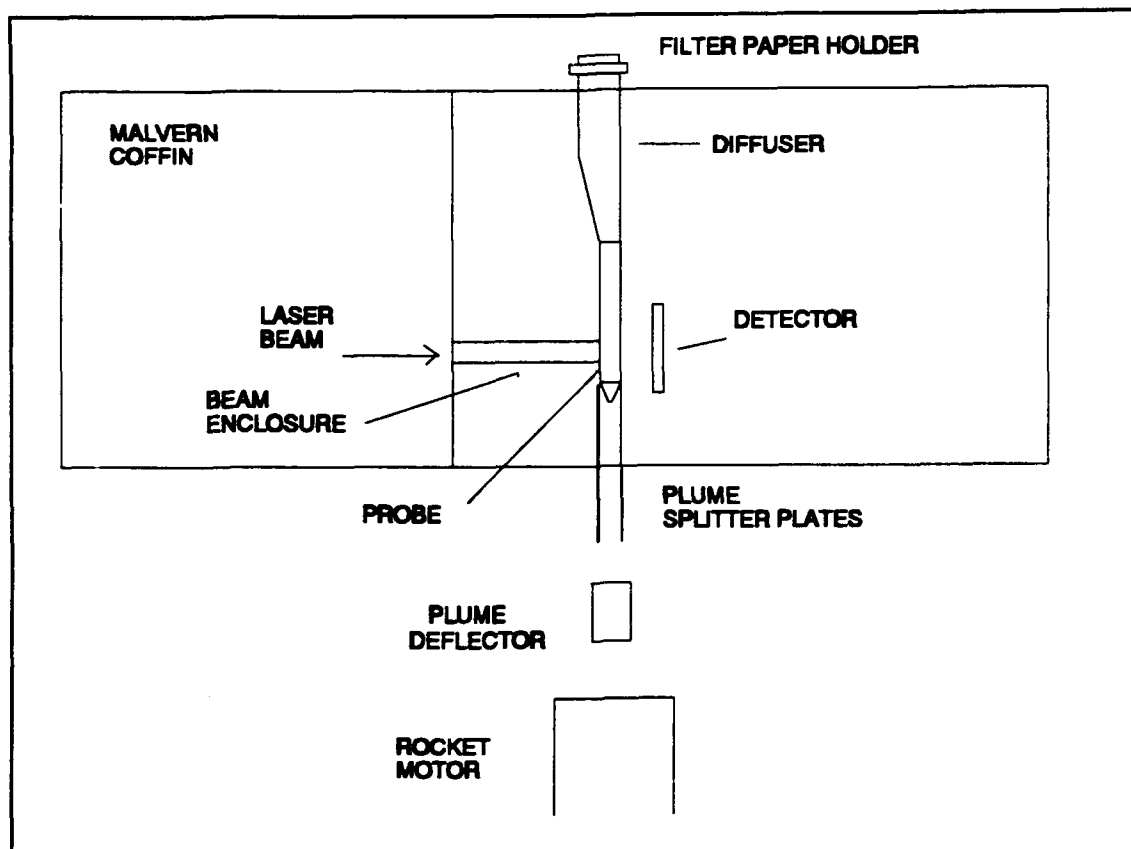 FILTER PAPER HOLDER
MALVERN
COFFIN
DIFFUSER
LASER
BEAM
DETECTOR
BEAM
ENCLOSURE
PROBE
PLUME
SPLITTER PLATES
PLUME
DEFLECTOR
ROCKET
MOTOR